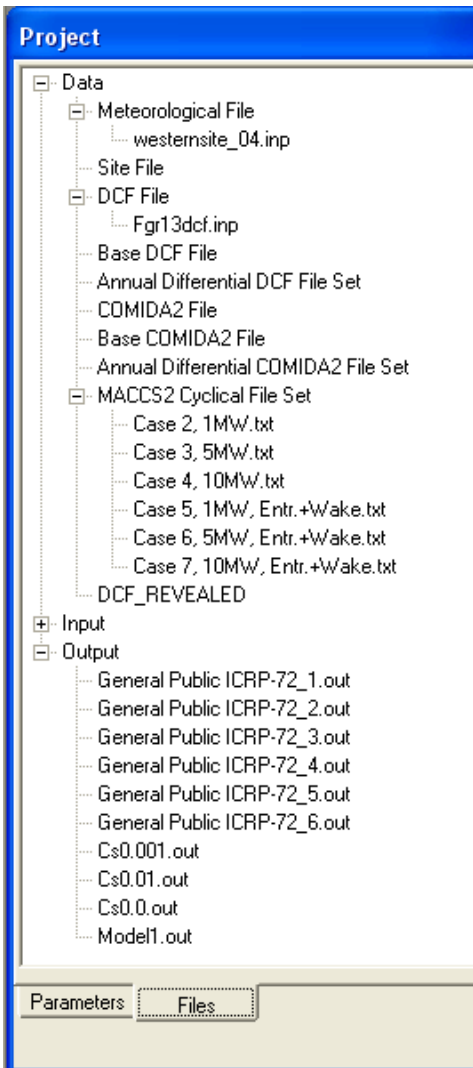 Project
Data
Meteorological File
westernsite_04.inp
Site File
DCF File
Fgr13dcf.inp
Base DCF File
Annual Differential DCF File Set
COMIDA2 File
Base COMIDA2 File
Annual Differential COMIDA2 File Set
MACCS2 Cyclical File Set
Case 2, 1MW.txt
Case 3, 5MW.txt
Case 4, 10MW.txt
Case 5, 1MW, Entr.+Wake.txt
Case 6, 5MW, Entr.+Wake.txt
Case 7, 10MW, Entr.+Wake.txt
DCF_REVEALED
Input
Output
General Public ICRP-72_1.out
General Public ICRP-72_2.out
General Public ICRP-72_3.out
General Public ICRP-72_4.out
General Public ICRP-72_5.out
General Public ICRP-72_6.out
Cs0.001.out
Cs0.01.out
Cs0.0.out
Model1.out
Parameters Files